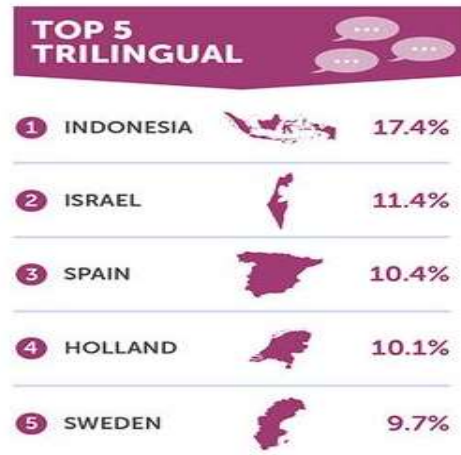 TOP 5
TRILINGUAL
1 INDONESIA 17.4%
2 ISRAEL 11.4%
3 SPAIN 10.4%
4 HOLLAND 10.1%
5 SWEDEN 9.7%